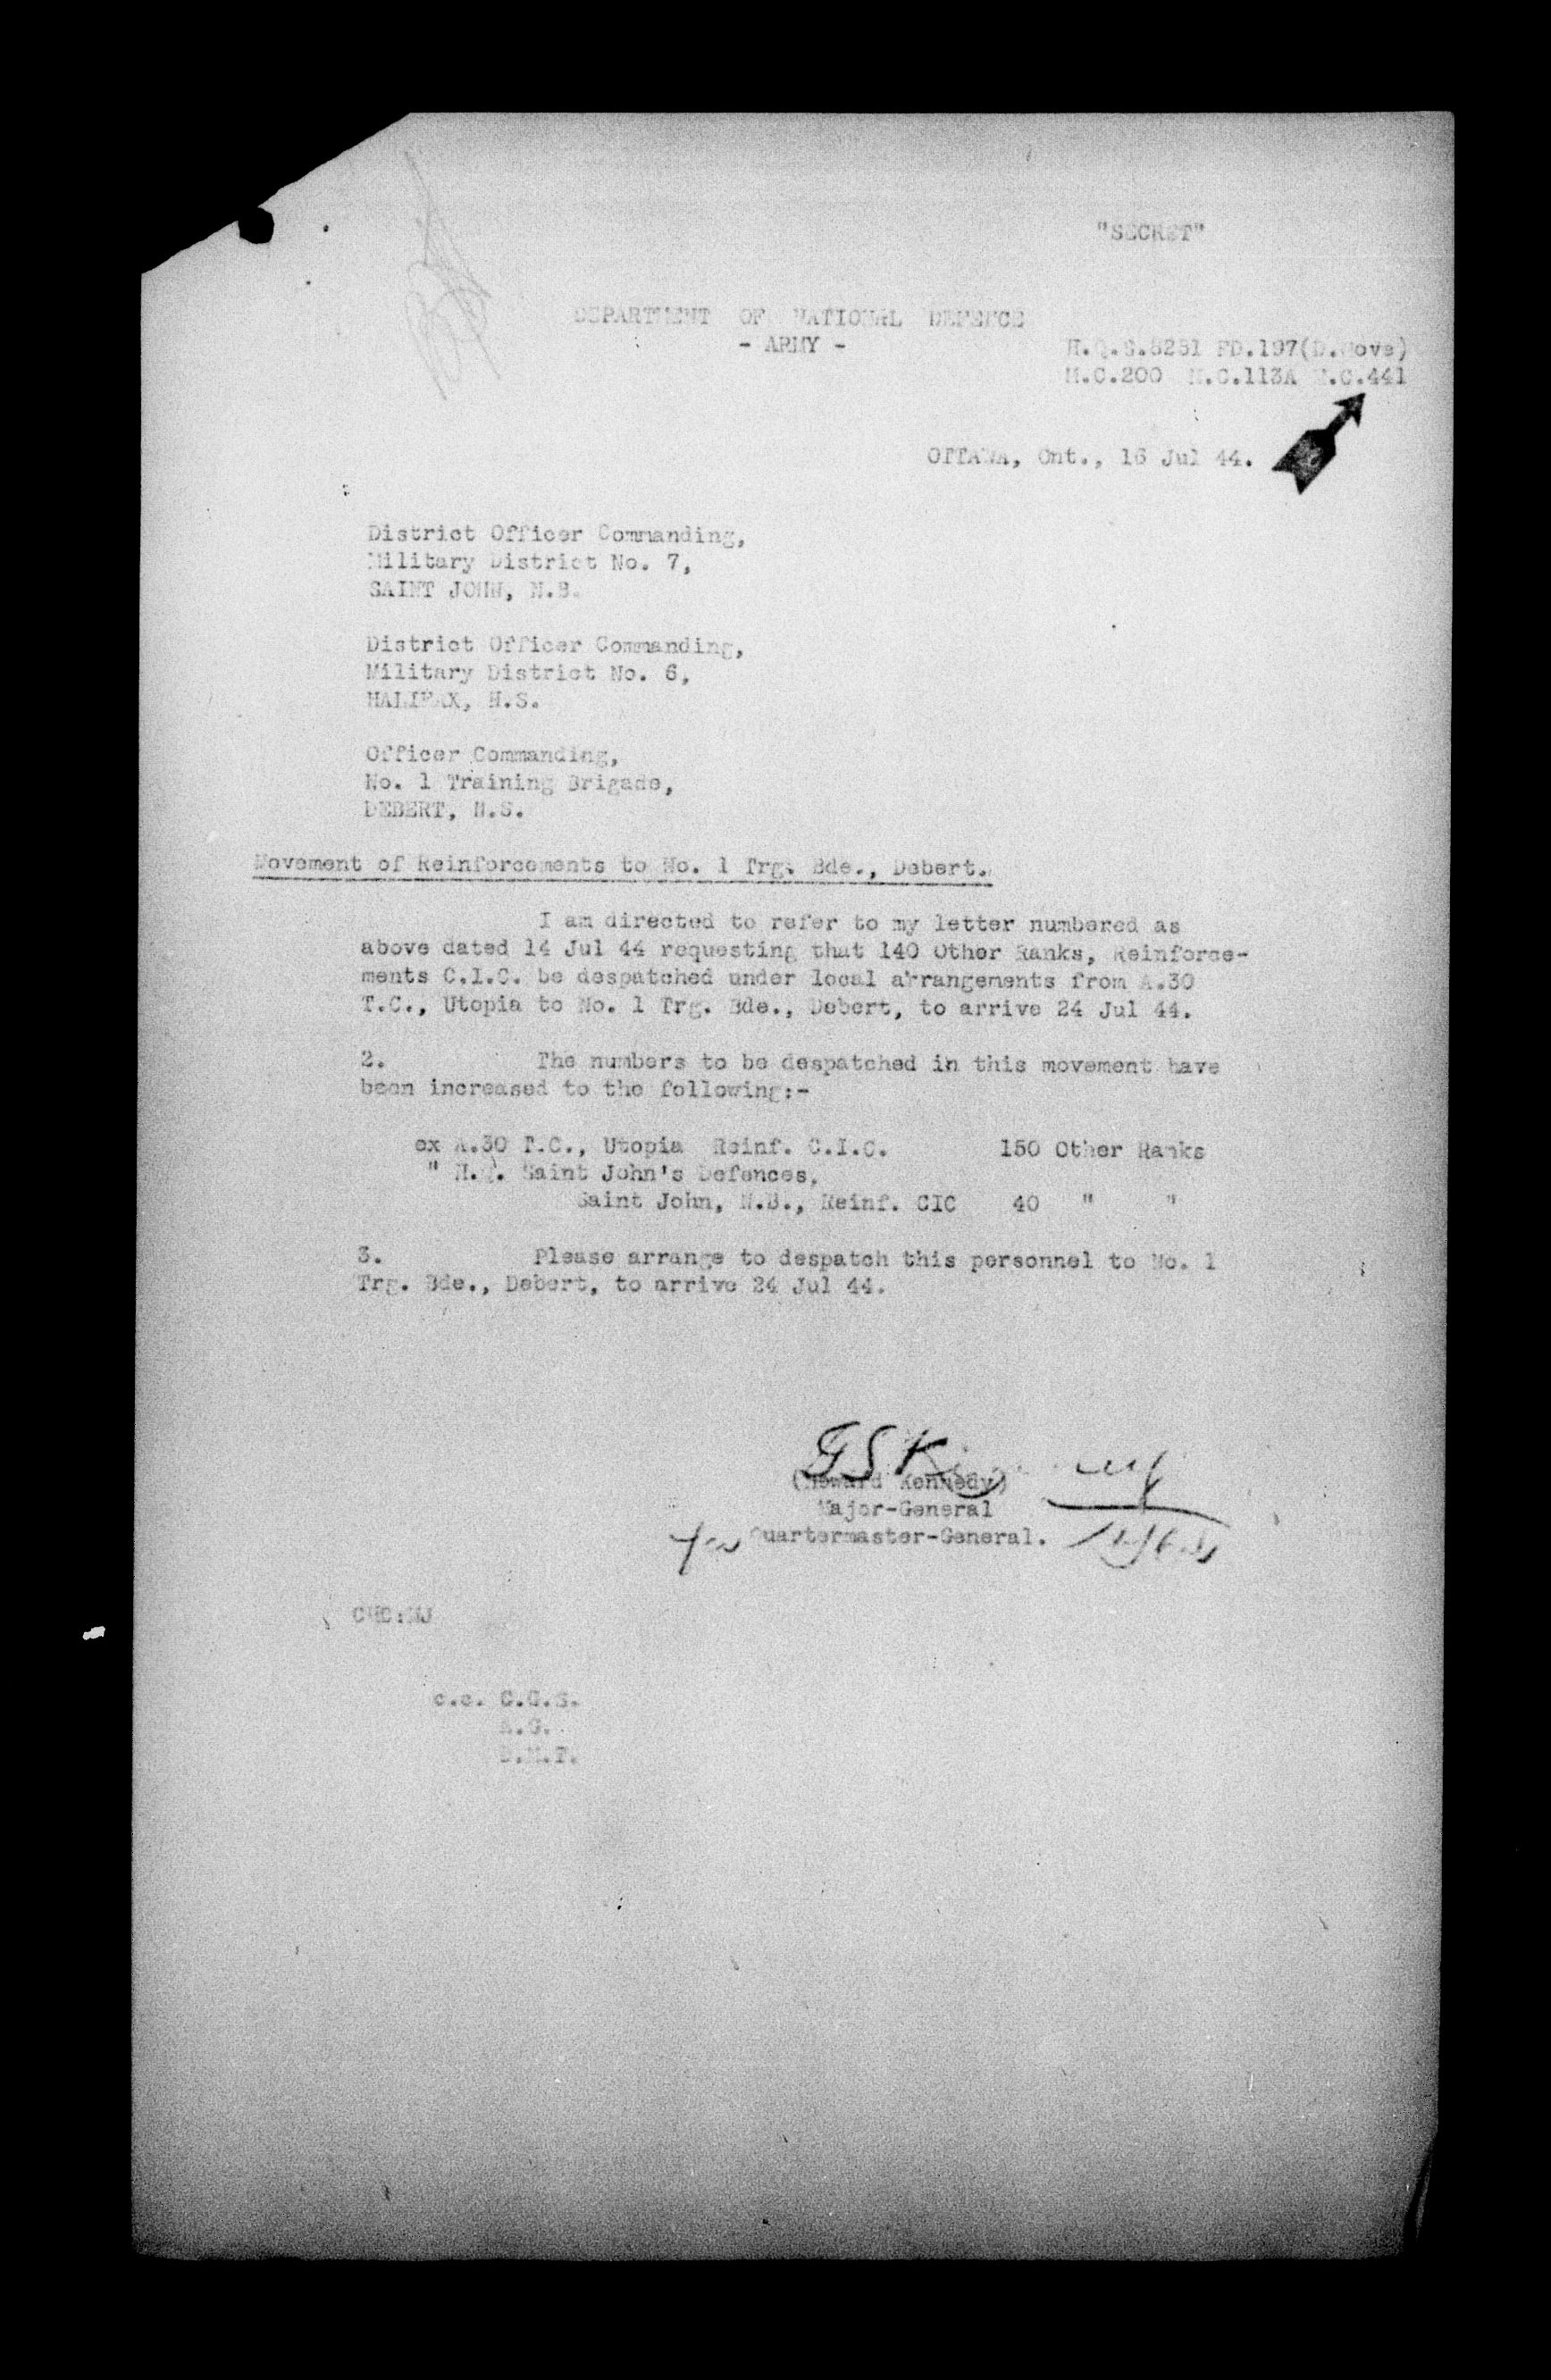 "SECRET"
DEPARTMENT OF NATIONAL DEFENCE
- ARMY -
FD.197(D.Move)
M.C.200 M.C.113A M.C.441
OTTAWA, Ont., 16 Jul 44.
District Officer Commanding,
Military District No. 7,
SAINT JOHN, N.B.
District Officer Commanding,
Military District No. 6,
HALIFAX, N.S.
Officer Commanding,
No. 1 Training Brigade,
DEBERT, N.S.
Movement of Reinforcements to No. 1 Trg. Bde., Debert.
I am directed to refer to my letter numbered as
above dated 14 Jul 44 requesting that 140 Other Ranks, Reinforce-
ments C.I.C. be despatched under local arrangements from A.30
T.C., Utopia to No. 1 Trg. Bde., Debert, to arrive 24 Jul 44.
2. The numbers to be despatched in this movement have
been increased to the following:-
ex A.30 T.C., Utopia Reinf. C.I.C. 150 Other Ranks
" Saint John's Defences,
Saint John, N.B., Reinf. CIC 40 " "
3. Please arrange to despatch this personnel to No. 1
Trg. Bde., Debert, to arrive 24 Jul 44.
GSK
(Howard Kennedy)
Major-General
for Quartermaster-General.
c.c. C.G.S.
A.G.
D.M.T.